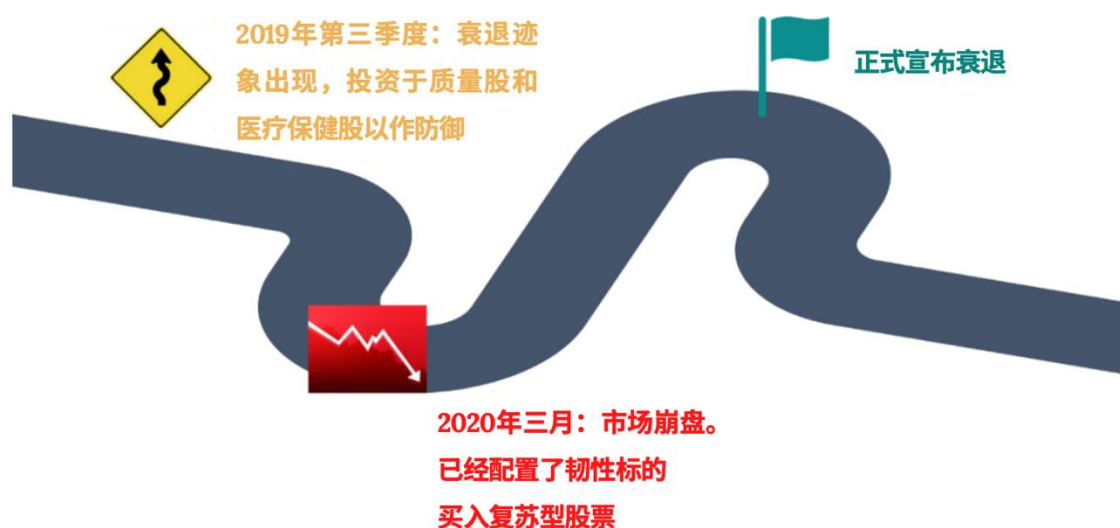 2019年第三季度：衰退迹
象出现，投资于质量股和
医疗保健股以作防御
正式宣布衰退
2020年三月：市场崩盘。
已经配置了韧性标的
买入复苏型股票